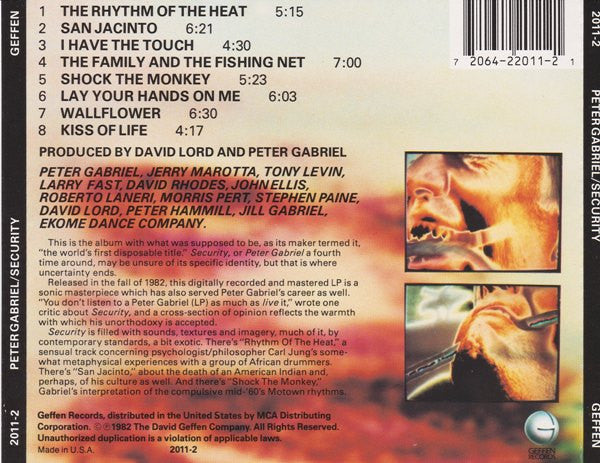 GEFFEN
PETER GABRIEL/SECURITY
2011-2
1 THE RHYTHM OF THE HEAT 5:15
2 SAN JACINTO 6:21
3 I HAVE THE TOUCH 4:30
4 THE FAMILY AND THE FISHING NET 7:00
5 SHOCK THE MONKEY 5:23
6 LAY YOUR HANDS ON ME 6:03
7 WALLFLOWER 6:30
8 KISS OF LIFE 4:17
PRODUCED BY DAVID LORD AND PETER GABRIEL
PETER GABRIEL, JERRY MAROTTA, TONY LEVIN,
LARRY FAST, DAVID RHODES, JOHN ELLIS,
ROBERTO LANERI, MORRIS PERT, STEPHEN PAINE,
DAVID LORD, PETER HAMMILL, JILL GABRIEL,
EKOME DANCE COMPANY.
This is the album with what was supposed to be, as its maker termed it,
"the world's first disposable title." Security, or Peter Gabriel a fourth
time around, may be unsure of its specific identity, but that is where
uncertainty ends.
Released in the fall of 1982, this digitally recorded and mastered LP is a
sonic masterpiece which has also served Peter Gabriel's career as well.
"You don't listen to a Peter Gabriel (LP) as much as live it," wrote one
critic about Security, and a cross-section of opinion reflects the warmth
with which his unorthodoxy is accepted.
Security is filled with sounds, textures and imagery, much of it, by
contemporary standards, a bit exotic. There's "Rhythm Of The Heat," a
sensual track concerning psychologist/philosopher Carl Jung's some-
what metaphysical experiences with a group of African drummers.
There's "San Jacinto," about the death of an American Indian and,
perhaps, of his culture as well. And there's "Shock The Monkey,"
Gabriel's interpretation of the compulsive mid-'60's Motown rhythms.
Geffen Records, distributed in the United States by MCA Distributing
Corporation. © ℗ 1982 The David Geffen Company. All Rights Reserved.
Unauthorized duplication is a violation of applicable laws.
Made in U.S.A. 2011-2
7 2064-22011-2 1
GEFFEN
RECORDS
2011-2
PETER GABRIEL/SECURITY
GEFFEN